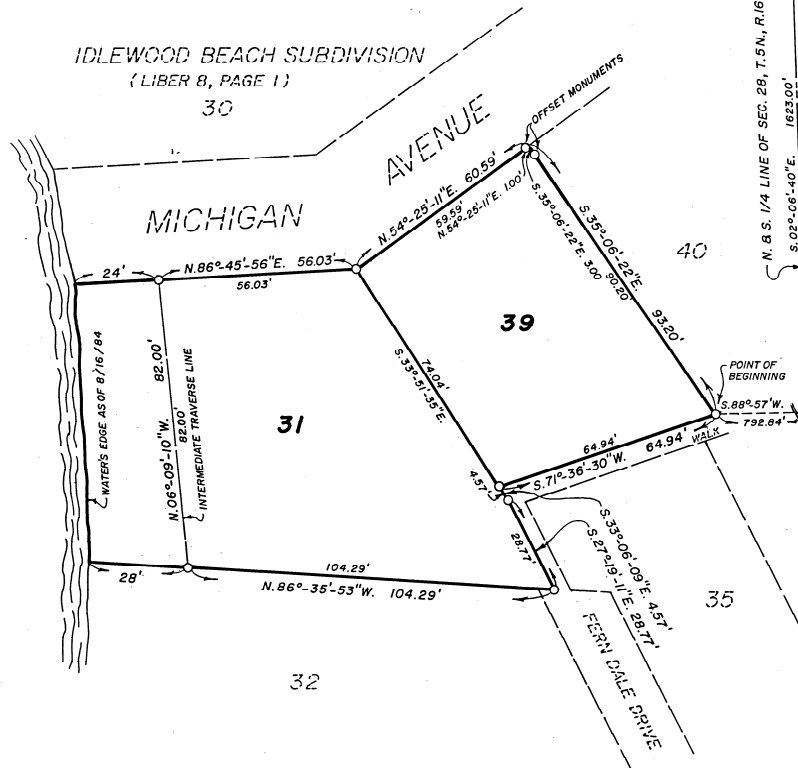 IDLEWOOD BEACH SUBDIVISION
(LIBER 8, PAGE 1)
30
N. & S. 1/4 LINE OF SEC. 28, T.5N., R.16
S.02°-06'-40"E. 1623.00'
OFFSET MONUMENTS
MICHIGAN AVENUE
N.54°-25'-11"E. 60.59'
59.59'
N.54°-25'-11"E. 1.00'
S.35°-06'-22"E. 93.20'
S.35°-06'-22"E. 3.00
90.20'
40
24'
N.86°-45'-56"E. 56.03'
56.03'
39
WATER'S EDGE AS OF 8/16/84
N.06°-09'-10"W. 82.00'
82.00'
INTERMEDIATE TRAVERSE LINE
31
74.04'
S.33°-51'-35"E.
POINT OF
BEGINNING
S.88°-57'W.
792.84'
64.94'
S.71°-36'-30"W. 64.94'
WALK
4.57'
S.33°-06'-09"E. 4.57'
S.27°-19'-11"E. 28.77'
28.77'
28'
104.29'
N.86°-35'-53"W. 104.29'
35
FERN DALE DRIVE
32